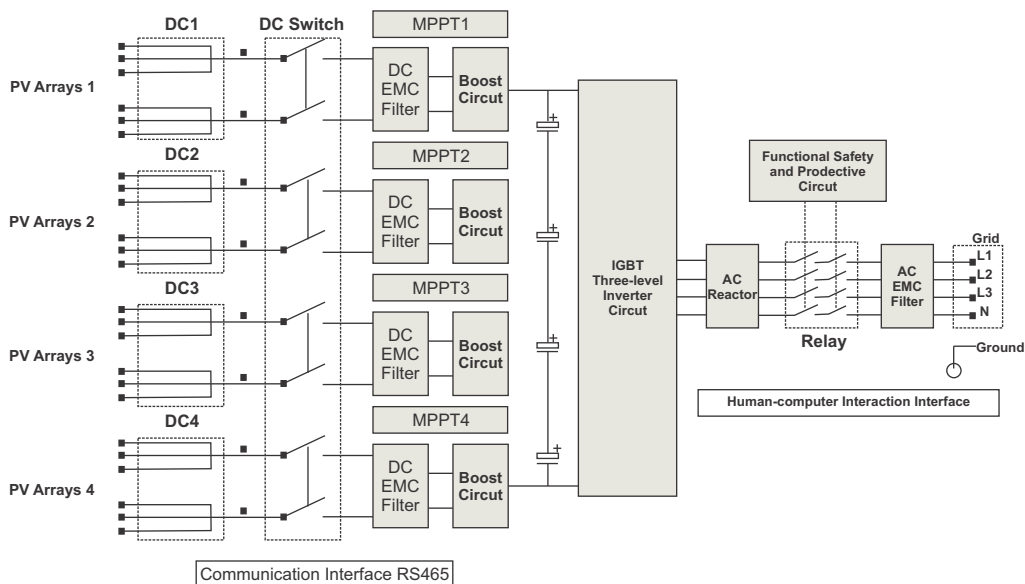 DC1
DC Switch
MPPT1
PV Arrays 1
DC
EMC
Filter
Boost
Circut
+
DC2
MPPT2
PV Arrays 2
DC
EMC
Filter
Boost
Circut
+
DC3
MPPT3
PV Arrays 3
DC
EMC
Filter
Boost
Circut
+
DC4
MPPT4
PV Arrays 4
DC
EMC
Filter
Boost
Circut
+
IGBT
Three-level
Inverter
Circut
Functional Safety
and Prodective
Circut
AC
Reactor
Relay
AC
EMC
Filter
Grid
L1
L2
L3
N
Ground
Human-computer Interaction Interface
Communication Interface RS465